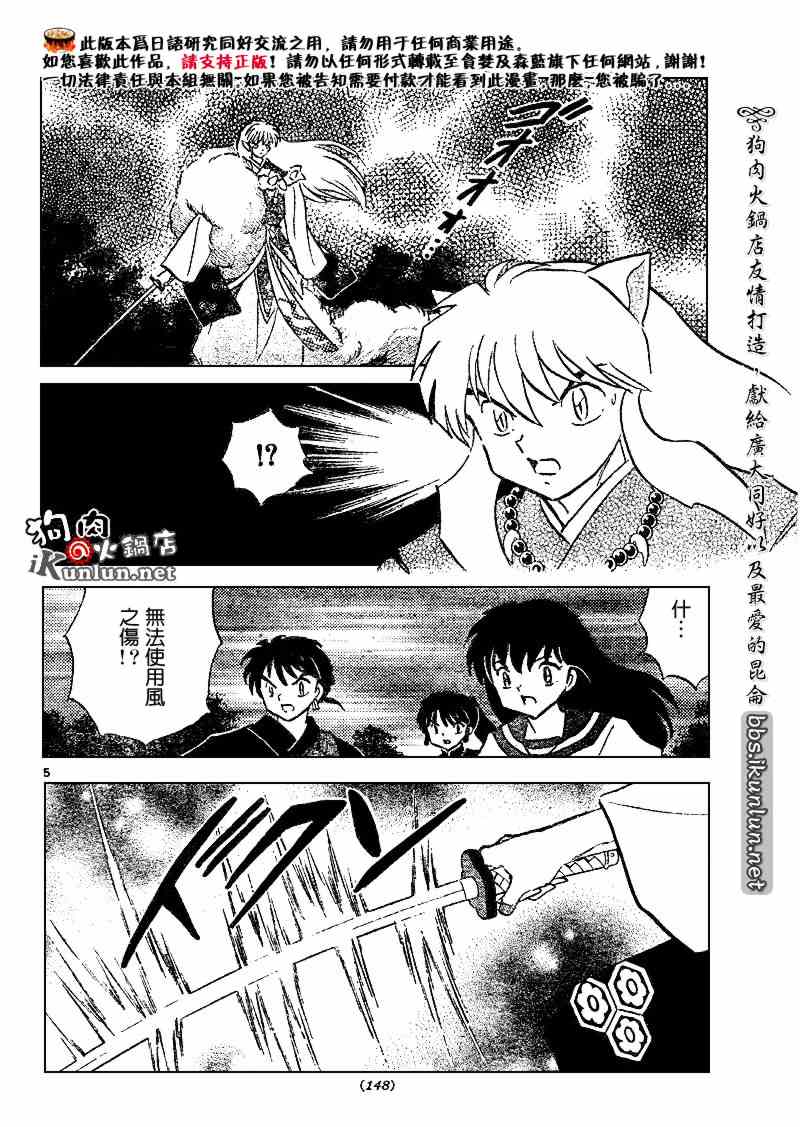 此版本爲日語研究同好交流之用，請勿用于任何商業用途。
如您喜歡此作品，請支持正版！請勿以任何形式轉載至貪婪及森藍旗下任何網站，謝謝！
一切法律責任與本組無關-如果您被告知需要付款才能看到此漫畫-那麼-您被騙了
狗肉火鍋店友情打造，獻給廣大同好以及最愛的昆侖
bbs.ikunlun.net
オオオオ…
!?
狗肉
火鍋店
iKunlun.net
什…
無法使用風
之傷!?
5
ドクン
(148)